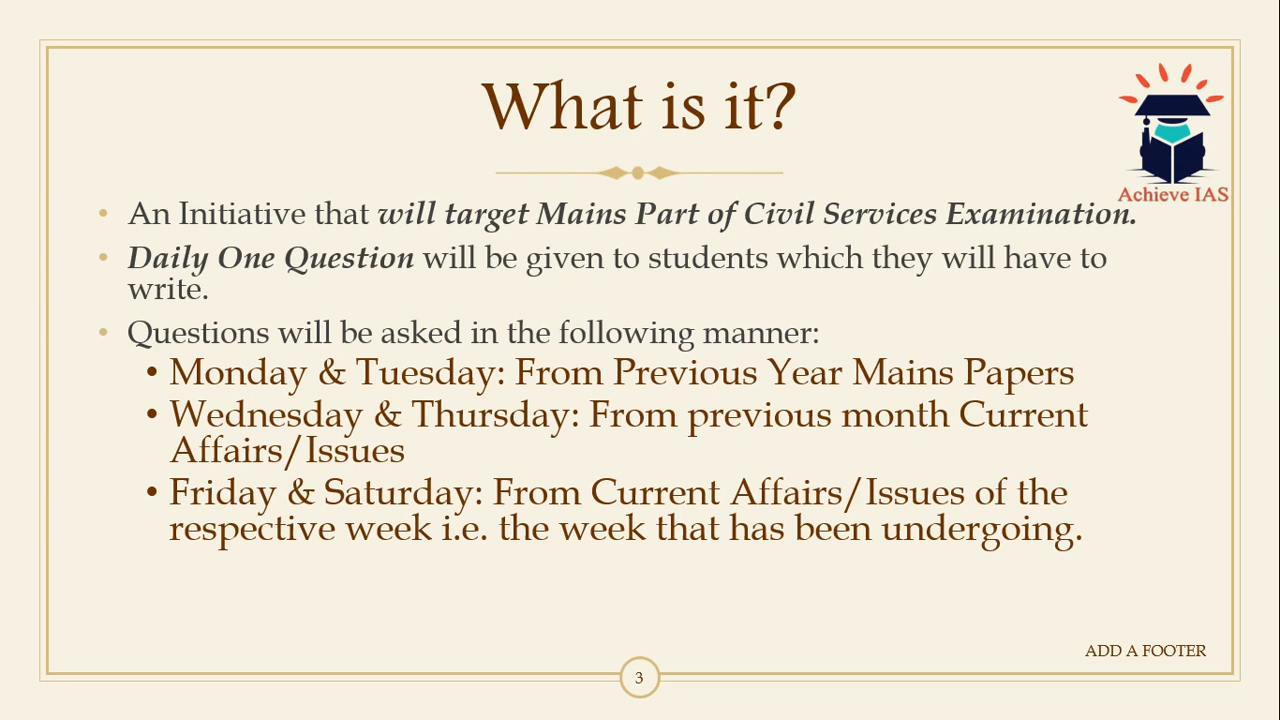 What is it?
Achieve IAS
• An Initiative that will target Mains Part of Civil Services Examination.
• Daily One Question will be given to students which they will have to
write.
• Questions will be asked in the following manner:
• Monday & Tuesday: From Previous Year Mains Papers
• Wednesday & Thursday: From previous month Current
Affairs/Issues
• Friday & Saturday: From Current Affairs/Issues of the
respective week i.e. the week that has been undergoing.
ADD A FOOTER
3